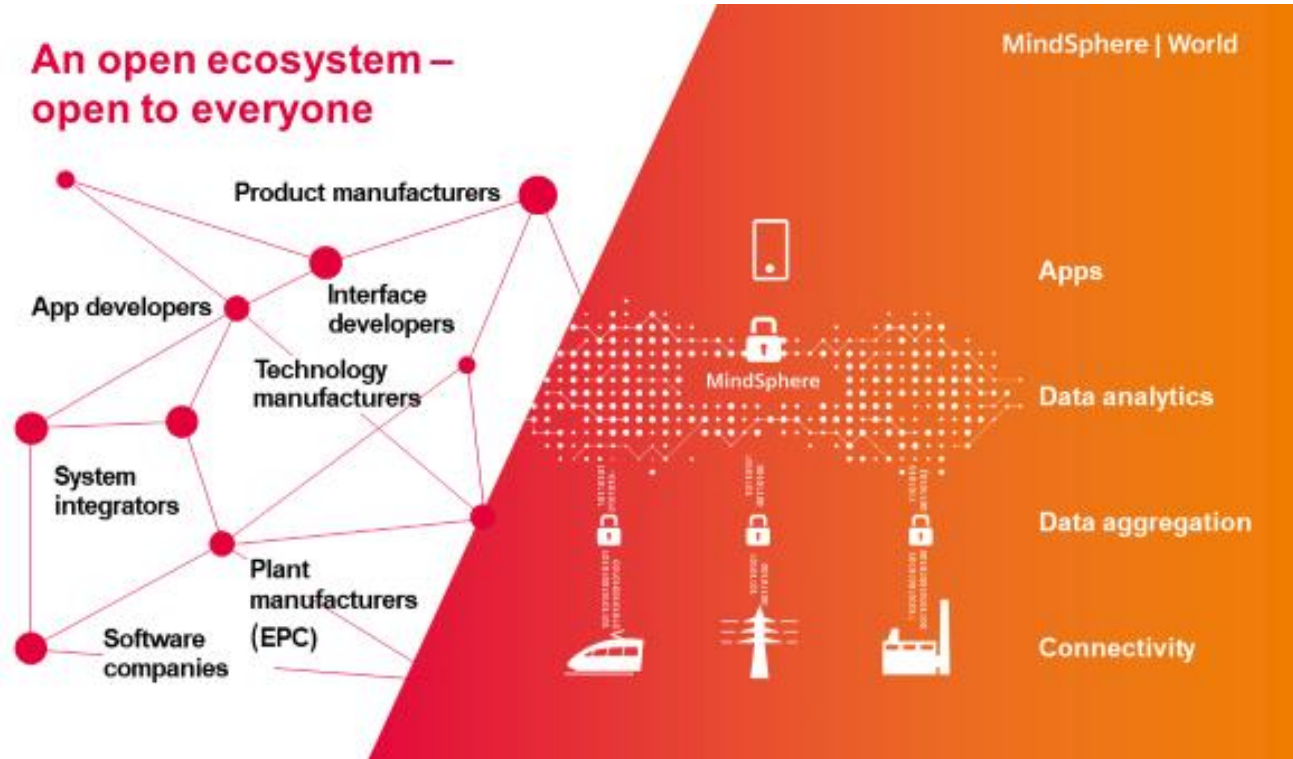 An open ecosystem –
open to everyone
MindSphere | World
Product manufacturers
App developers
Interface
developers
Technology
manufacturers
System
integrators
Plant
manufacturers
(EPC)
Software
companies
Apps
MindSphere
Data analytics
Data aggregation
Connectivity